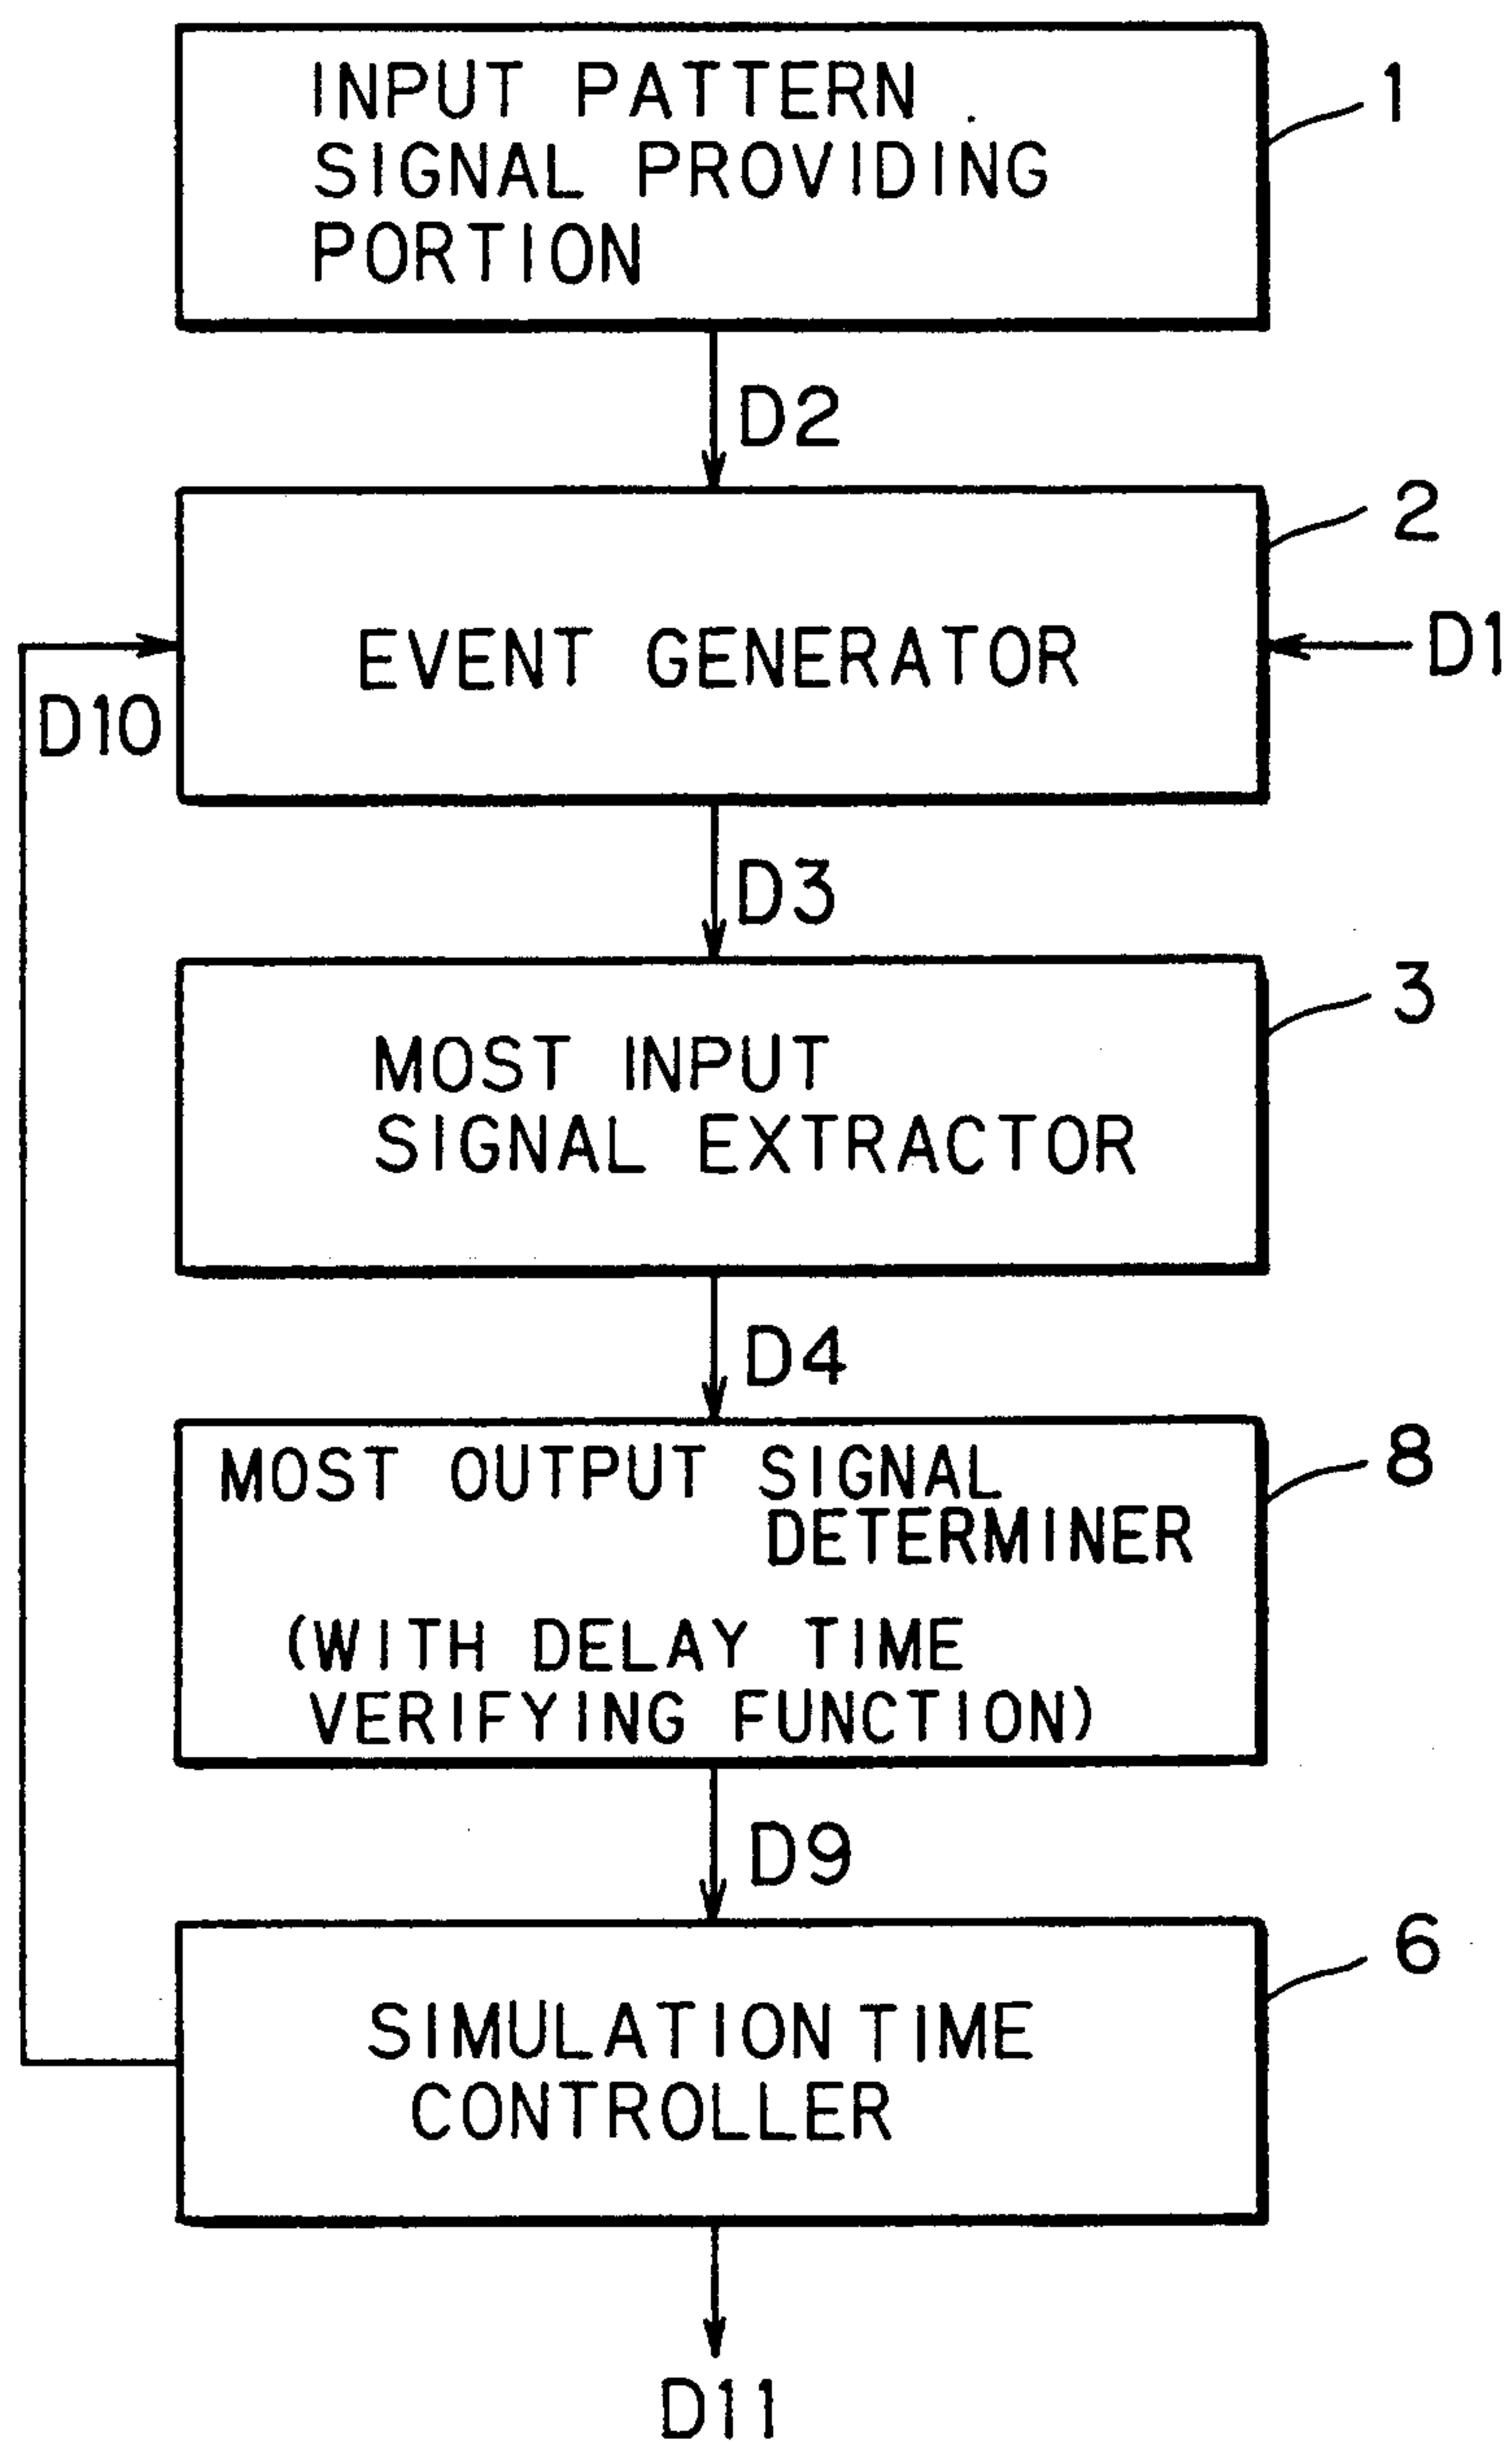 INPUT PATTERN
SIGNAL PROVIDING
PORTION
1
D2
2
EVENT GENERATOR
D1
D10
D3
3
MOST INPUT
SIGNAL EXTRACTOR
D4
8
MOST OUTPUT SIGNAL
DETERMINER
(WITH DELAY TIME
VERIFYING FUNCTION)
D9
6
SIMULATION TIME
CONTROLLER
D11